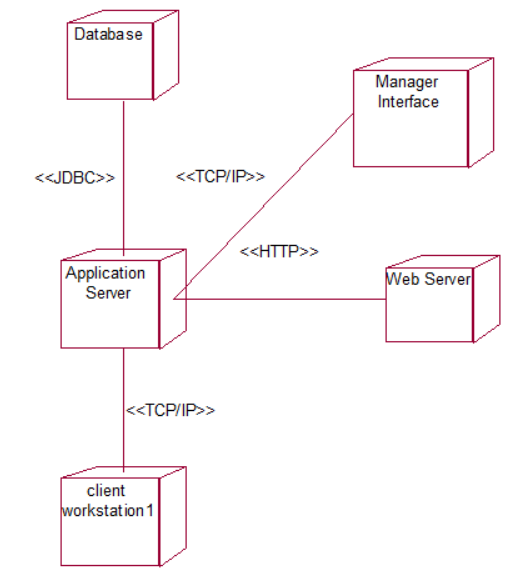 Database
Manager
Interface
<<JDBC>>
<<TCP/IP>>
<<HTTP>>
Application
Server
Web Server
<<TCP/IP>>
client
workstation1